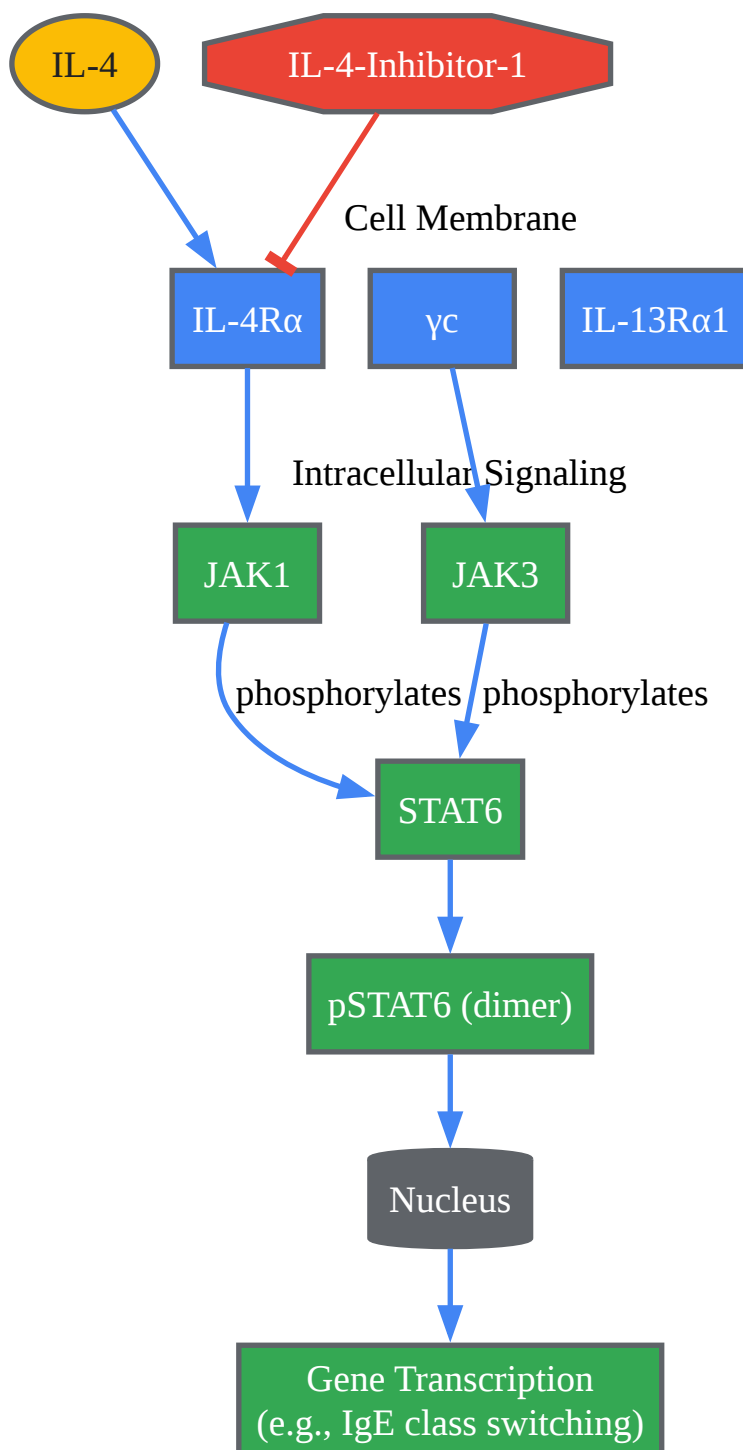 IL-4
IL-4-Inhibitor-1
Cell Membrane
IL-4Rα
γc
IL-13Rα1
Intracellular Signaling
JAK1
JAK3
phosphorylates
phosphorylates
STAT6
pSTAT6 (dimer)
Nucleus
Gene Transcription
(e.g., IgE class switching)